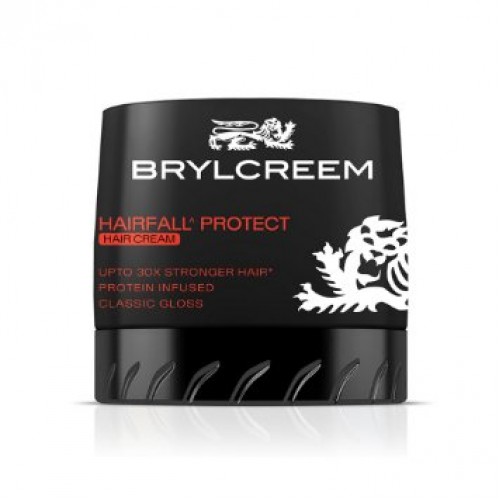 BRYLCREEM
HAIRFALL^ PROTECT
HAIR CREAM
UPTO 30X STRONGER HAIR*
PROTEIN INFUSED
CLASSIC GLOSS